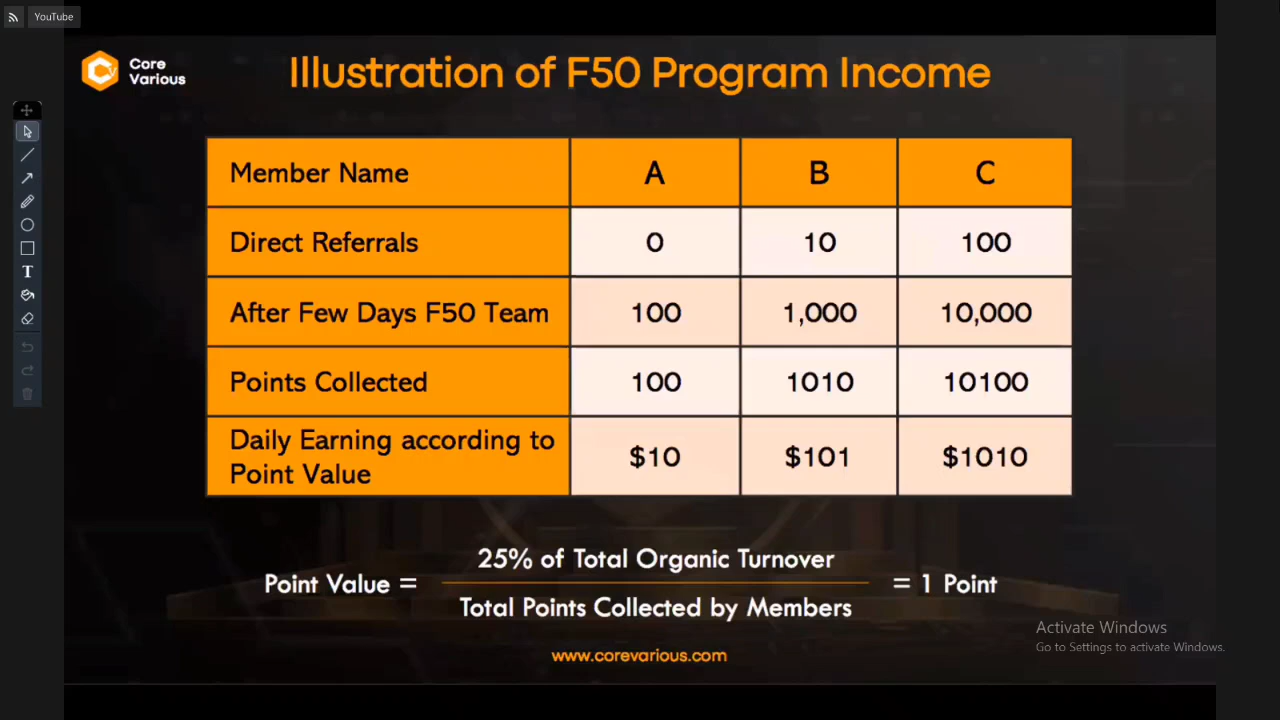 YouTube
Core
Various
Illustration of F50 Program Income
Member Name A B C
Direct Referrals 0 10 100
After Few Days F50 Team 100 1,000 10,000
Points Collected 100 1010 10100
Daily Earning according to
Point Value $10 $101 $1010
25% of Total Organic Turnover
Point Value = = 1 Point
Total Points Collected by Members
Activate Windows
Go to Settings to activate Windows.
www.corevarious.com